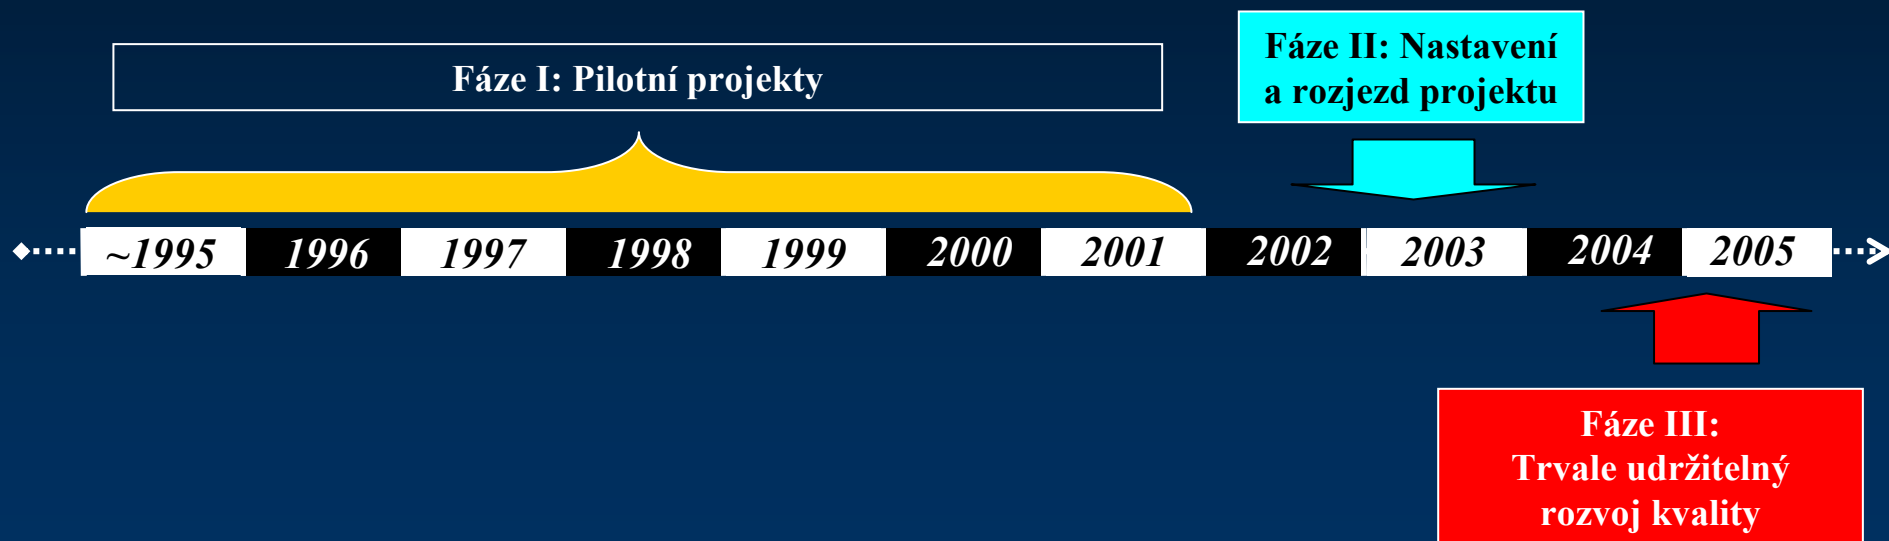 Fáze I: Pilotní projekty
Fáze II: Nastavení
a rozjezd projektu
~1995 1996 1997 1998 1999 2000 2001 2002 2003 2004 2005
Fáze III:
Trvale udržitelný
rozvoj kvality